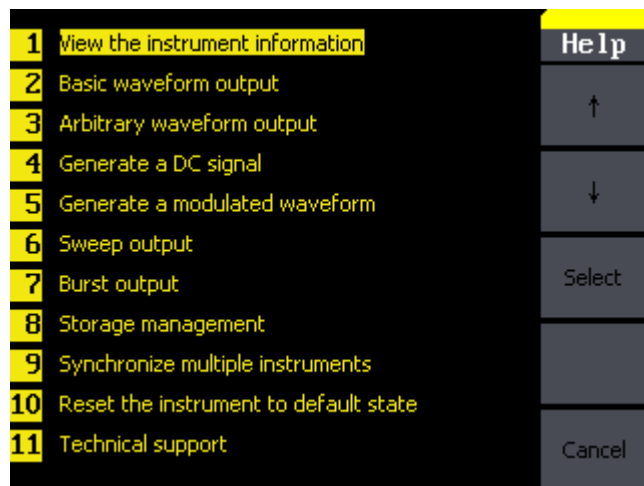 1 View the instrument information
2 Basic waveform output
3 Arbitrary waveform output
4 Generate a DC signal
5 Generate a modulated waveform
6 Sweep output
7 Burst output
8 Storage management
9 Synchronize multiple instruments
10 Reset the instrument to default state
11 Technical support
Help
↑
↓
Select
Cancel